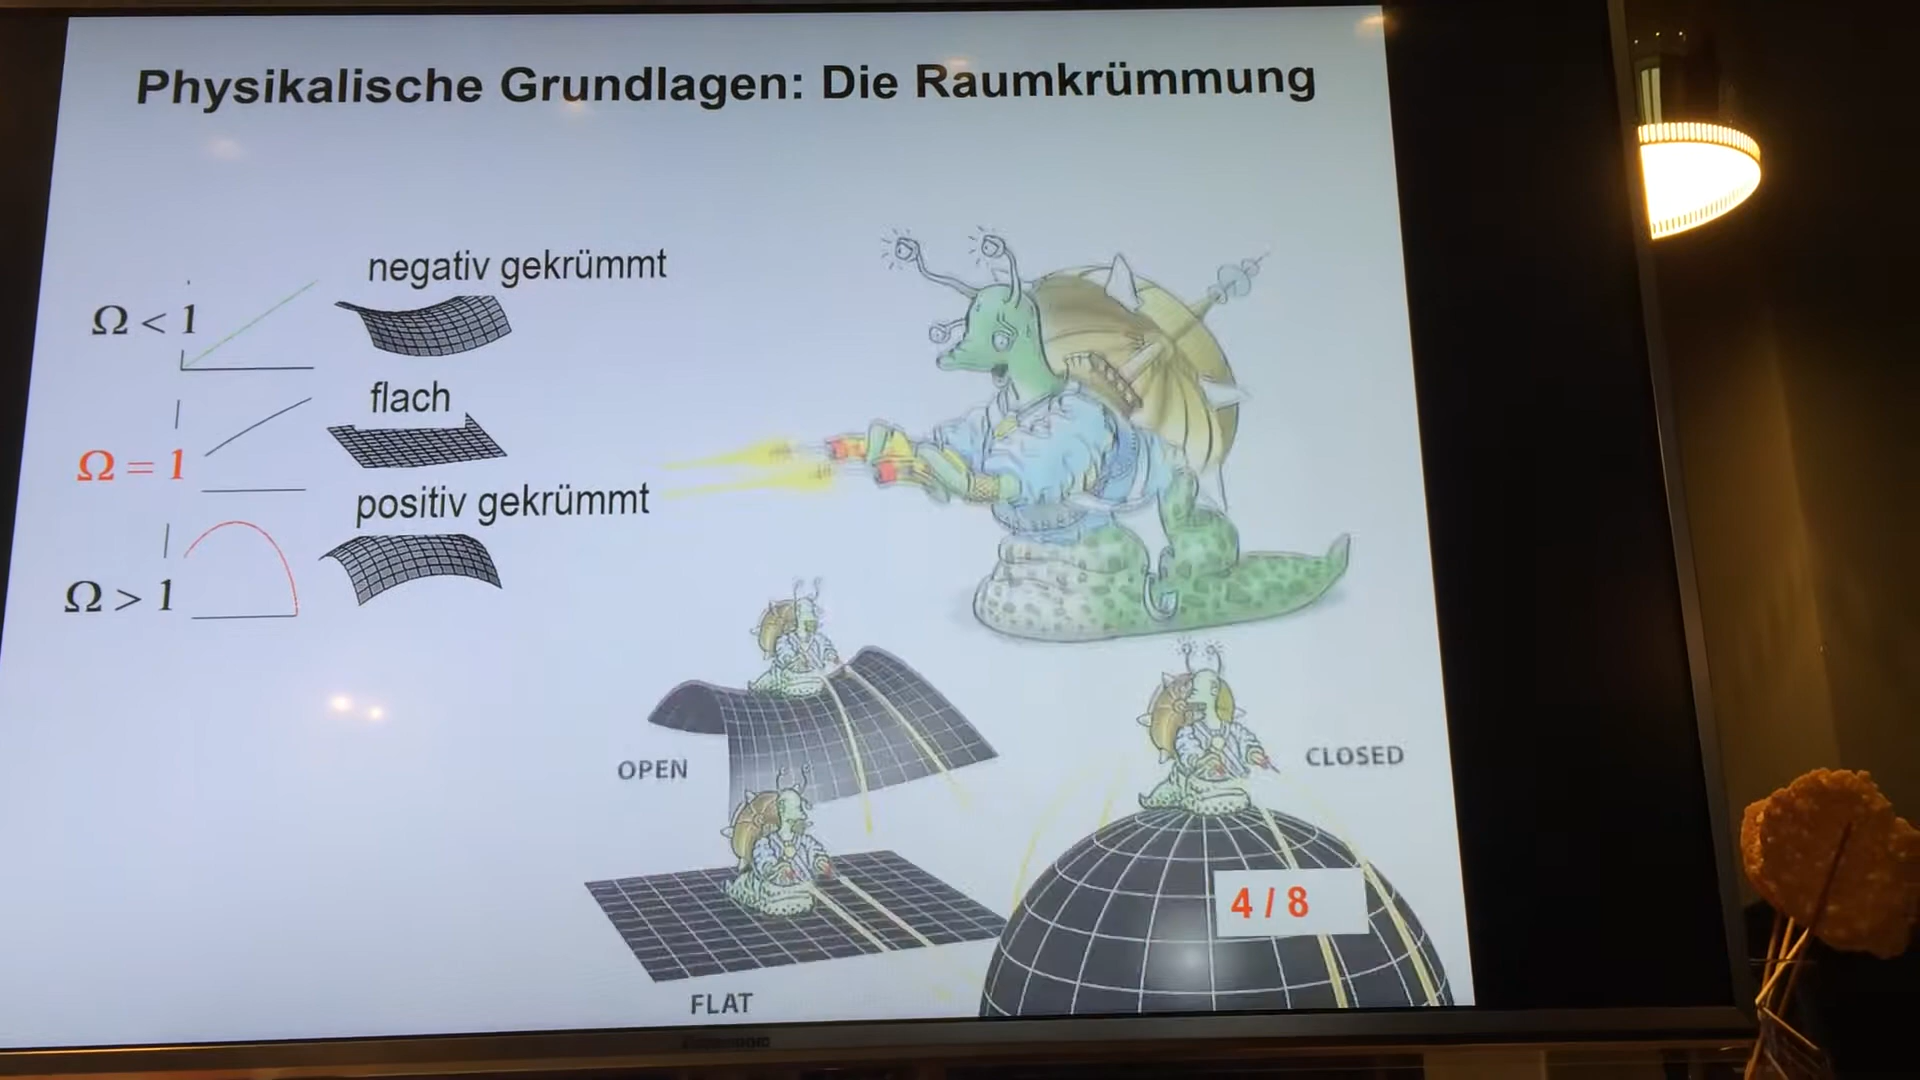 Physikalische Grundlagen: Die Raumkrümmung
negativ gekrümmt
Ω < 1
flach
Ω = 1
positiv gekrümmt
Ω > 1
OPEN
CLOSED
4 / 8
FLAT